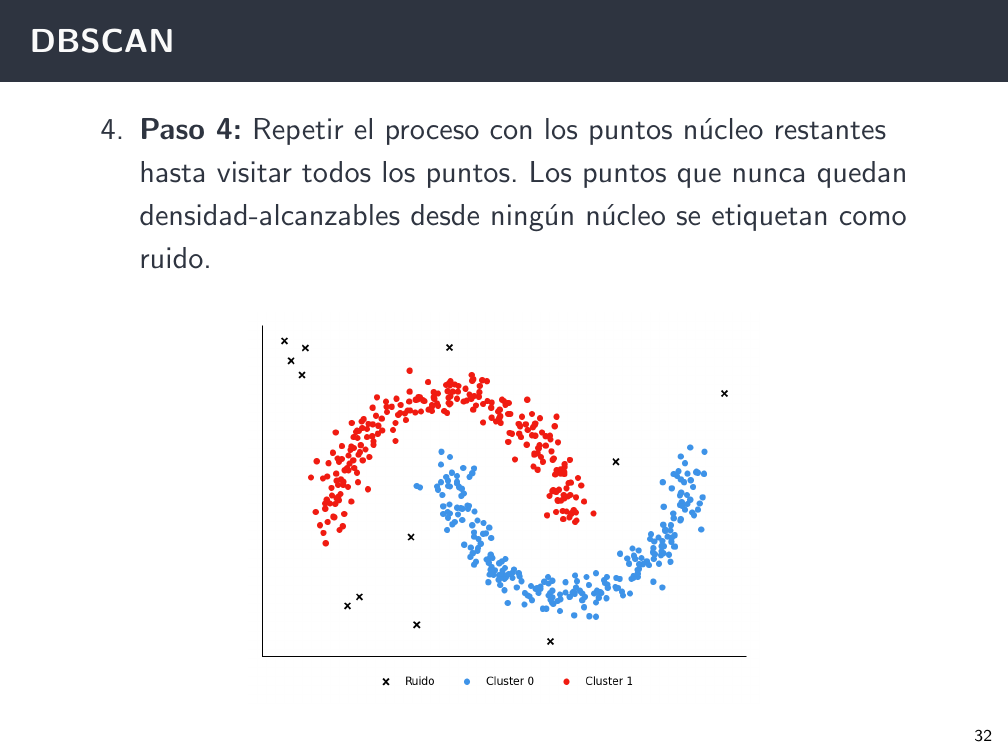 DBSCAN
4. Paso 4: Repetir el proceso con los puntos núcleo restantes
hasta visitar todos los puntos. Los puntos que nunca quedan
densidad-alcanzables desde ningún núcleo se etiquetan como
ruido.
Ruido Cluster 0 Cluster 1
32